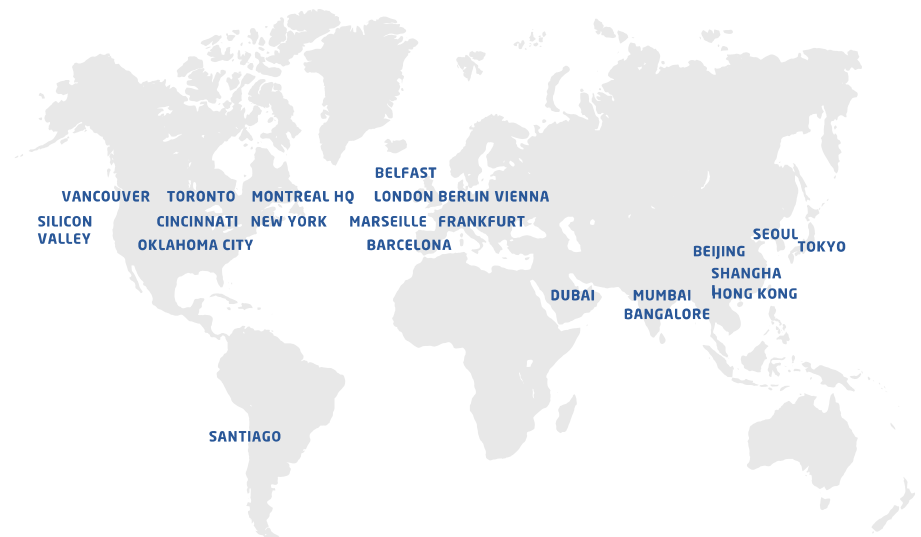 BELFAST
VANCOUVER TORONTO MONTREAL HQ LONDON BERLIN VIENNA
SILICON VALLEY
CINCINNATI NEW YORK MARSEILLE FRANKFURT
OKLAHOMA CITY BARCELONA
SEOUL
TOKYO
BEIJING
SHANGHA
I
HONG KONG
DUBAI MUMBAI
BANGALORE
SANTIAGO